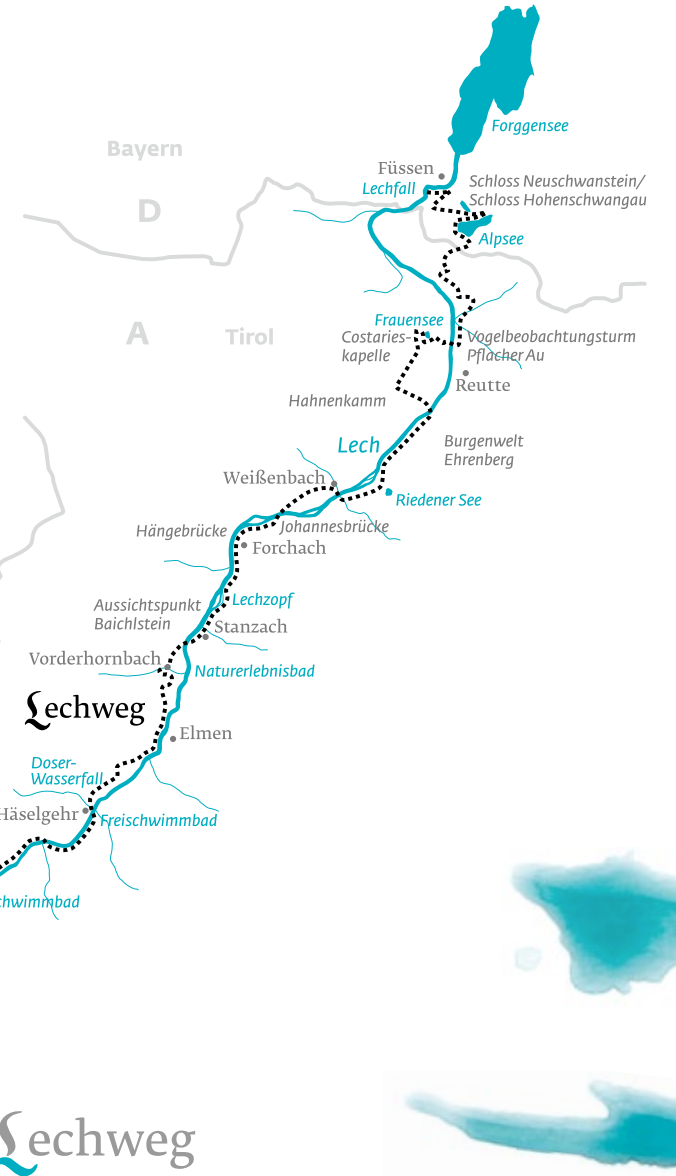 Forggensee
Bayern
Füssen
Lechfall
Schloss Neuschwanstein/
Schloss Hohenschwangau
D
Alpsee
A
Tirol
Frauensee
Costaries-
kapelle
Vogelbeobachtungsturm
Pflacher Au
Reutte
Hahnenkamm
Lech
Burgenwelt
Ehrenberg
Weißenbach
Riedener See
Hängebrücke
Johannesbrücke
Forchach
Lechzopf
Aussichtspunkt
Baichlstein
Stanzach
Vorderhornbach
Naturerlebnisbad
Lechweg
Elmen
Doser-
Wasserfall
Häselgehr
Freischwimmbad
chwimmbad
Lechweg